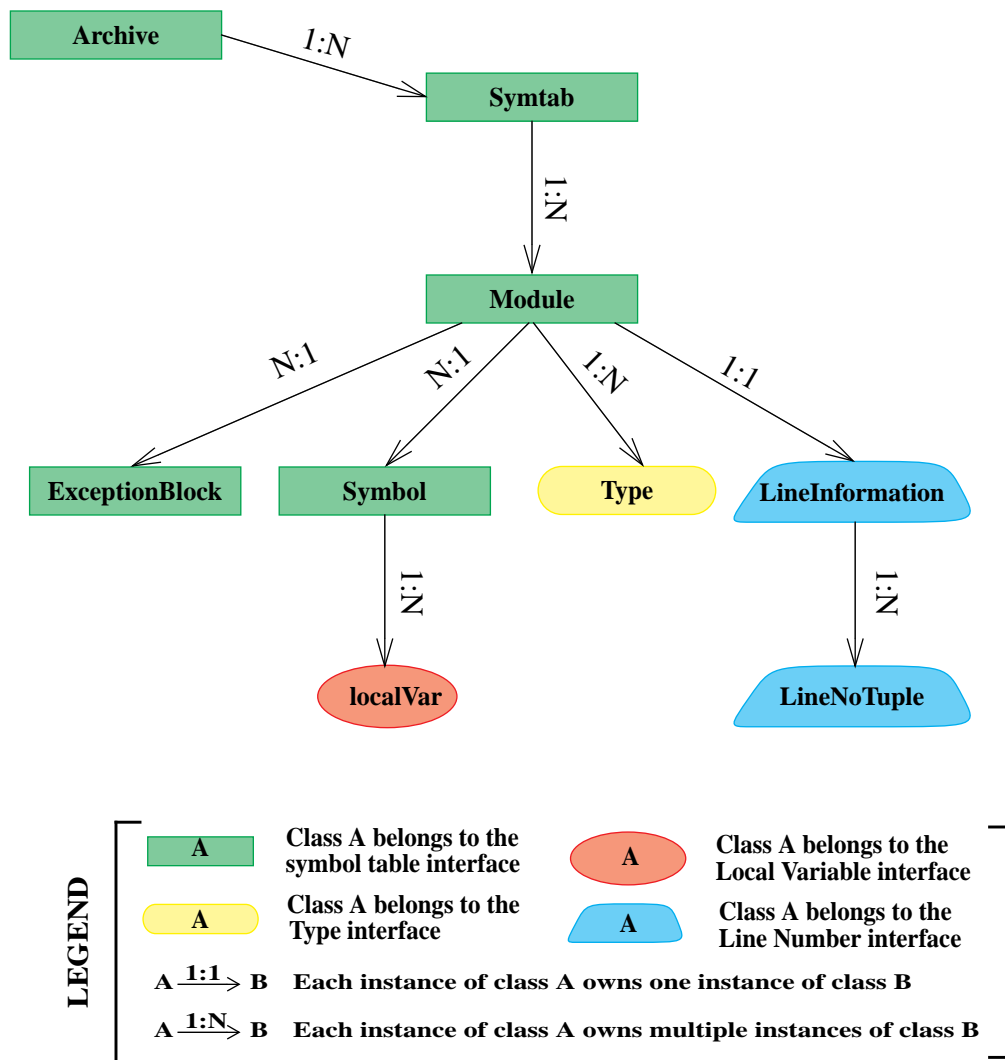 Archive
1:N
Symtab
1:N
Module
N:1
N:1
1:N
1:1
ExceptionBlock
Symbol
Type
LineInformation
1:N
1:N
localVar
LineNoTuple
LEGEND
A
Class A belongs to the
symbol table interface
A
Class A belongs to the
Local Variable interface
A
Class A belongs to the
Type interface
A
Class A belongs to the
Line Number interface
A 1:1 B Each instance of class A owns one instance of class B
A 1:N B Each instance of class A owns multiple instances of class B